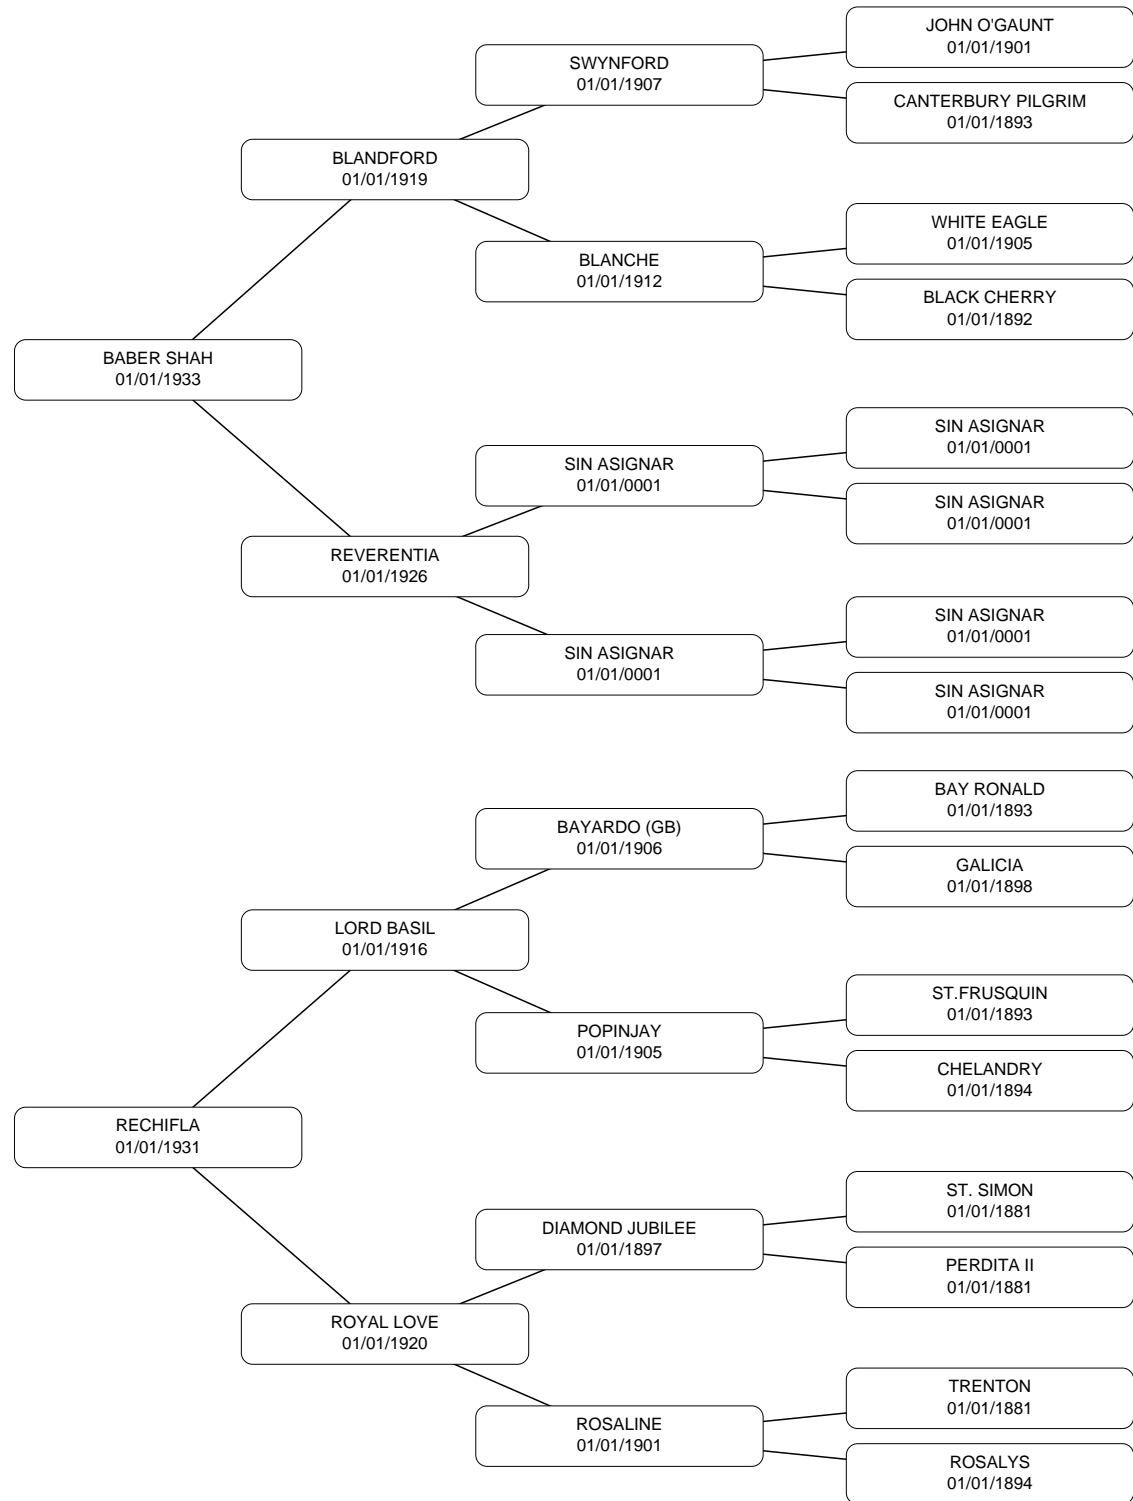 JOHN O'GAUNT
01/01/1901
SWYNFORD
01/01/1907
CANTERBURY PILGRIM
01/01/1893
BLANDFORD
01/01/1919
WHITE EAGLE
01/01/1905
BLANCHE
01/01/1912
BLACK CHERRY
01/01/1892
BABER SHAH
01/01/1933
SIN ASIGNAR
01/01/0001
SIN ASIGNAR
01/01/0001
SIN ASIGNAR
01/01/0001
REVERENTIA
01/01/1926
SIN ASIGNAR
01/01/0001
SIN ASIGNAR
01/01/0001
SIN ASIGNAR
01/01/0001
BAY RONALD
01/01/1893
BAYARDO (GB)
01/01/1906
GALICIA
01/01/1898
LORD BASIL
01/01/1916
ST.FRUSQUIN
01/01/1893
POPINJAY
01/01/1905
CHELANDRY
01/01/1894
RECHIFLA
01/01/1931
ST. SIMON
01/01/1881
DIAMOND JUBILEE
01/01/1897
PERDITA II
01/01/1881
ROYAL LOVE
01/01/1920
TRENTON
01/01/1881
ROSALINE
01/01/1901
ROSALYS
01/01/1894